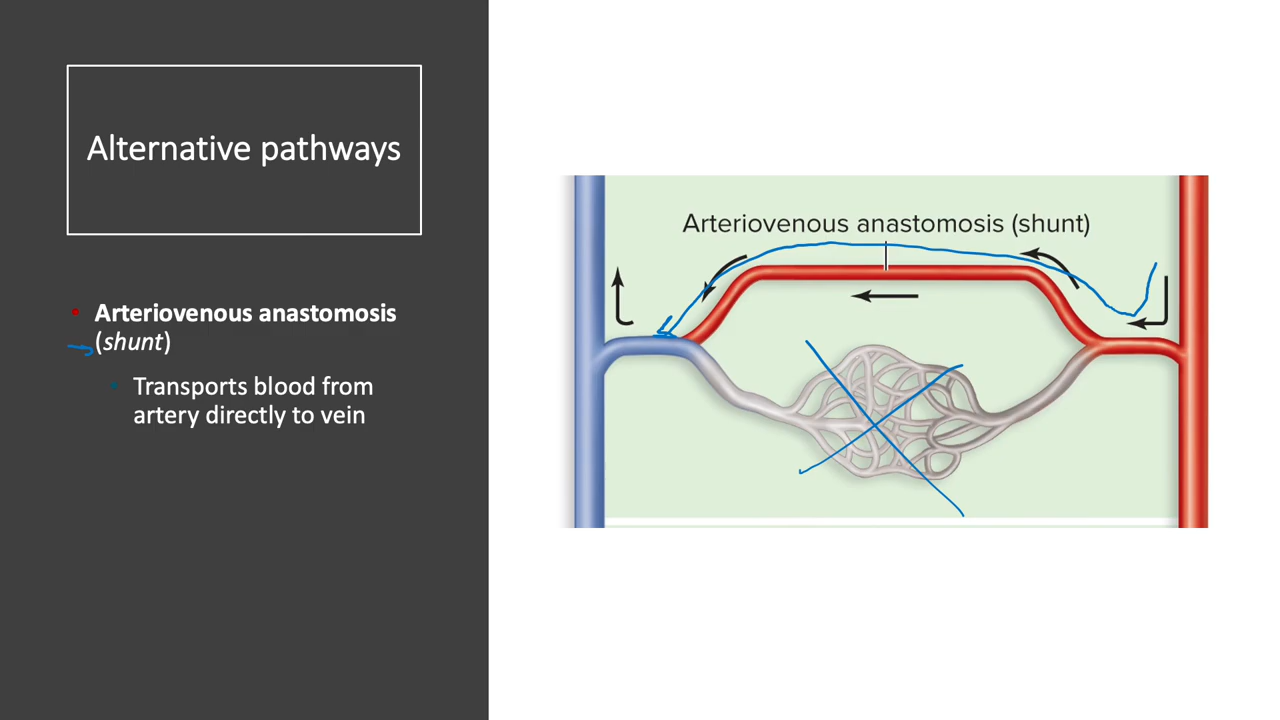 Alternative pathways
Arteriovenous anastomosis
(shunt)
Transports blood from
artery directly to vein
Arteriovenous anastomosis (shunt)